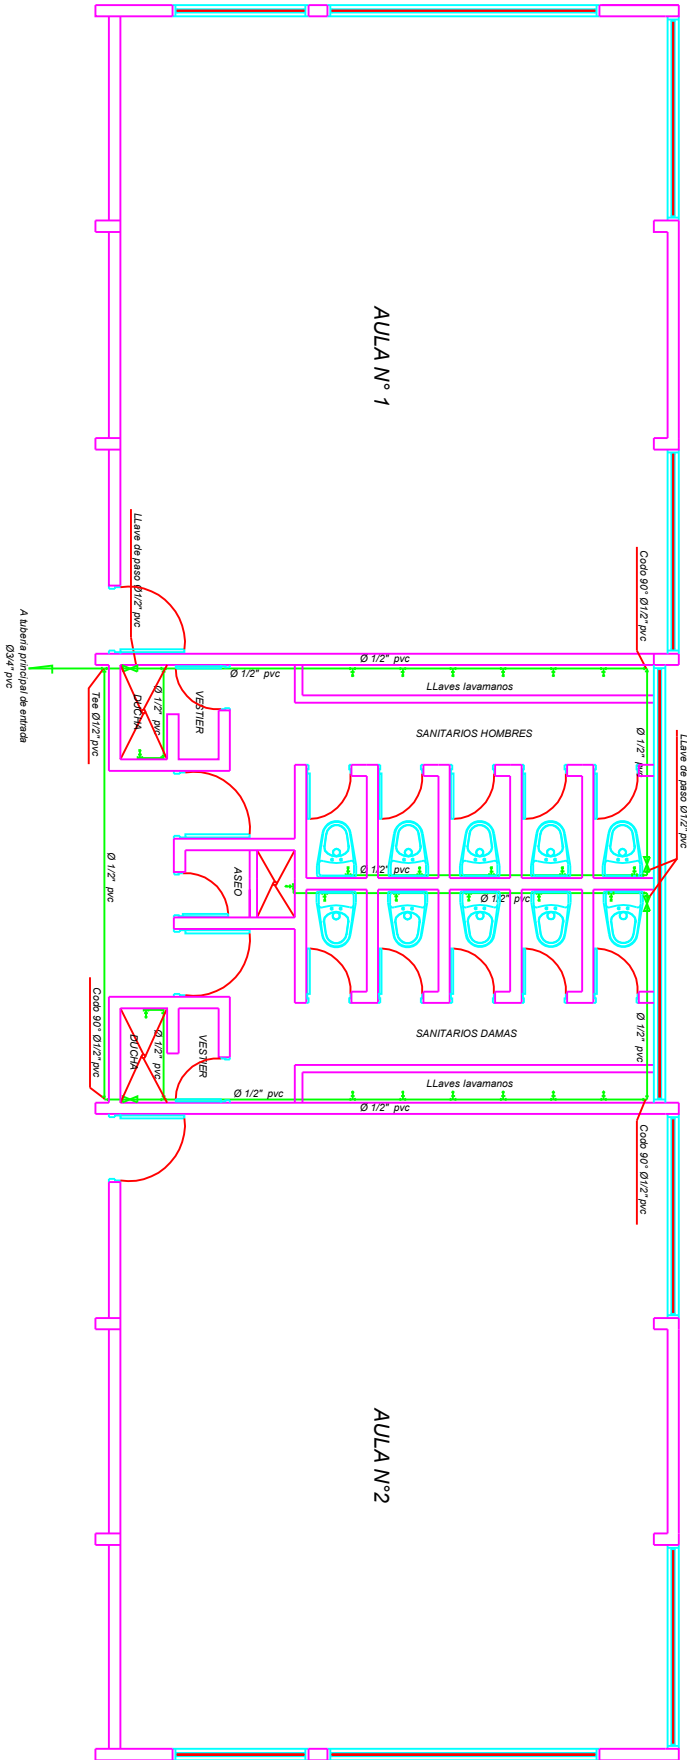 AULA N° 1
LLave de paso Ø1/2" pvc
Codo 90° Ø1/2" pvc
A tuberia principal de entrada
Ø3/4" pvc
Ø 1/2" pvc
Ø 1/2" pvc
LLaves lavamanos
VESTIER
DUCHA
Ø 1/2" pvc
Tee Ø1/2" pvc
SANITARIOS HOMBRES
Ø 1/2" pvc
LLave de paso Ø1/2" pvc
Ø 1/2" pvc
Ø 1/2" pvc
ASEO
Ø 1/2" pvc
Ø 1/2" pvc
SANITARIOS DAMAS
Codo 90° Ø1/2" pvc
DUCHA
Ø 1/2" pvc
VESTIER
LLaves lavamanos
Ø 1/2" pvc
Ø 1/2" pvc
Codo 90° Ø1/2" pvc
AULA N°2